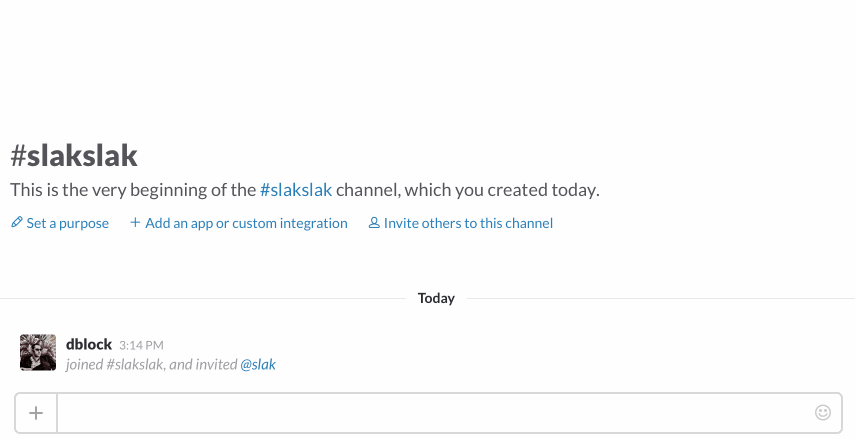 #slakslak
This is the very beginning of the #slakslak channel, which you created today.
Set a purpose + Add an app or custom integration Invite others to this channel
Today
dblock 3:14 PM
joined #slakslak, and invited @slak
+